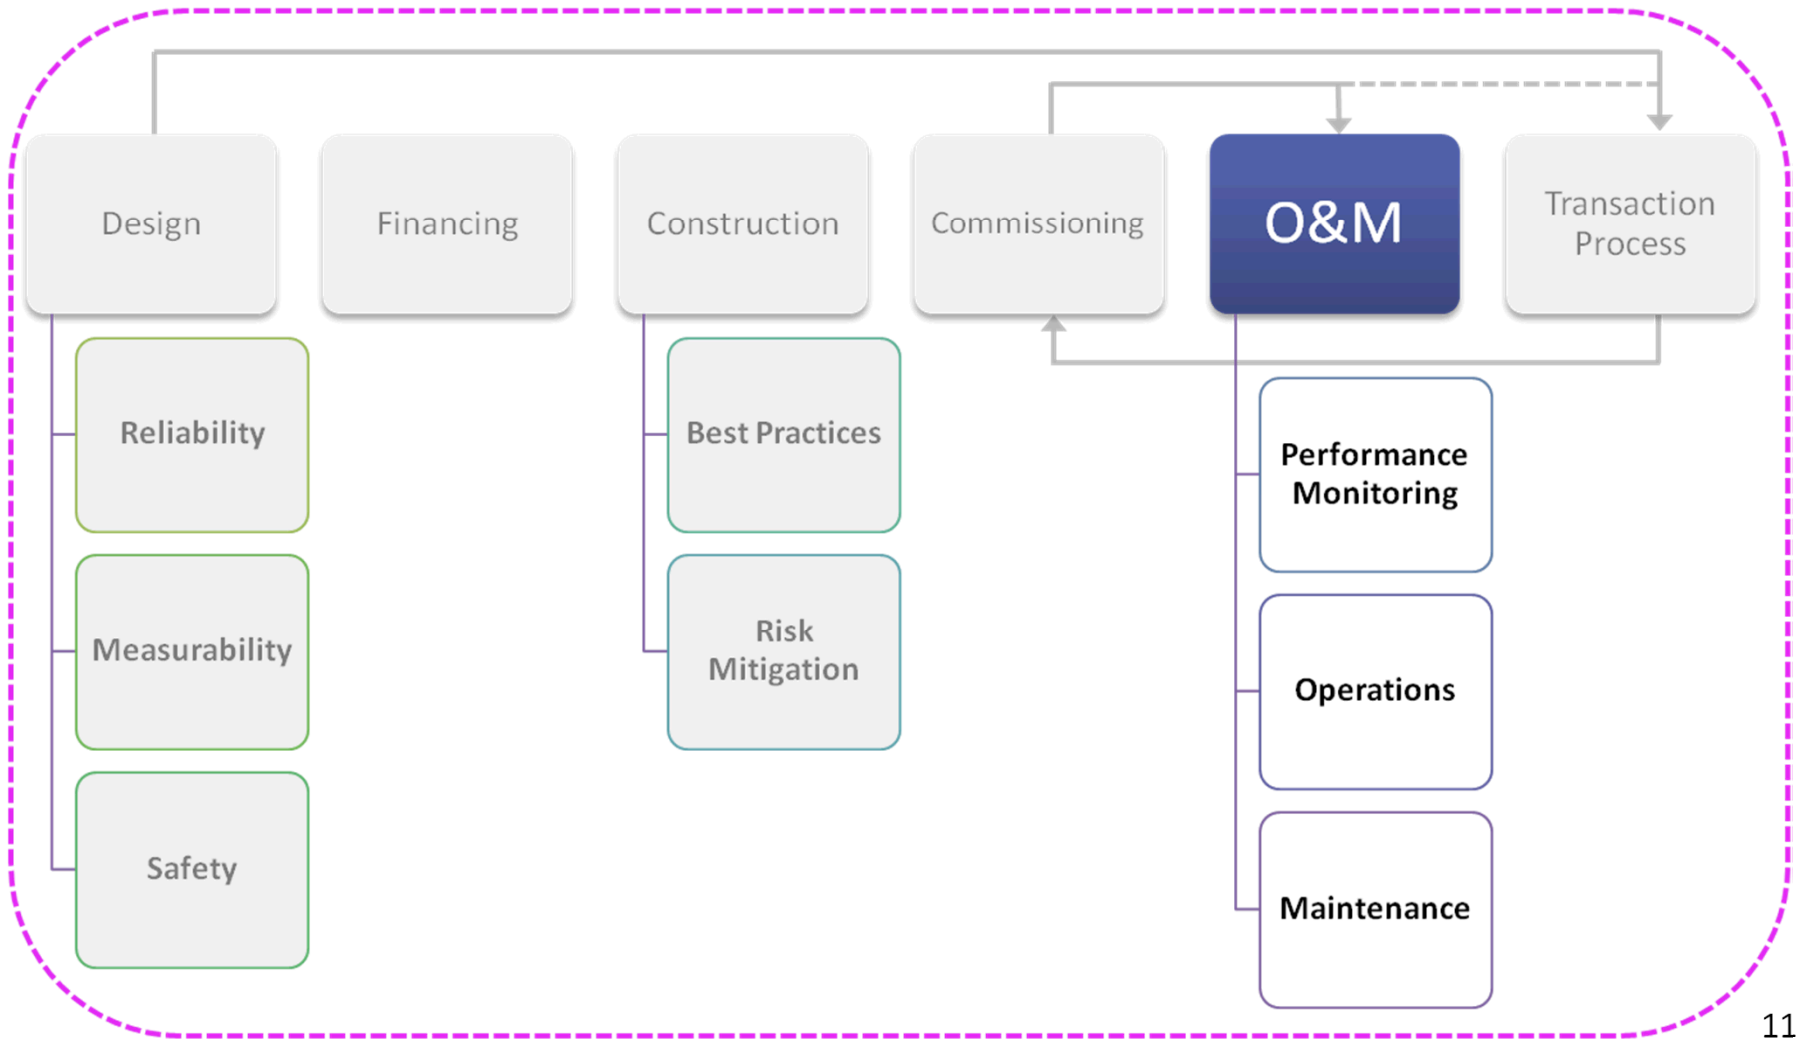 Design
Financing
Construction
Commissioning
O&M
Transaction
Process
Reliability
Measurability
Safety
Best Practices
Risk
Mitigation
Performance
Monitoring
Operations
Maintenance
11